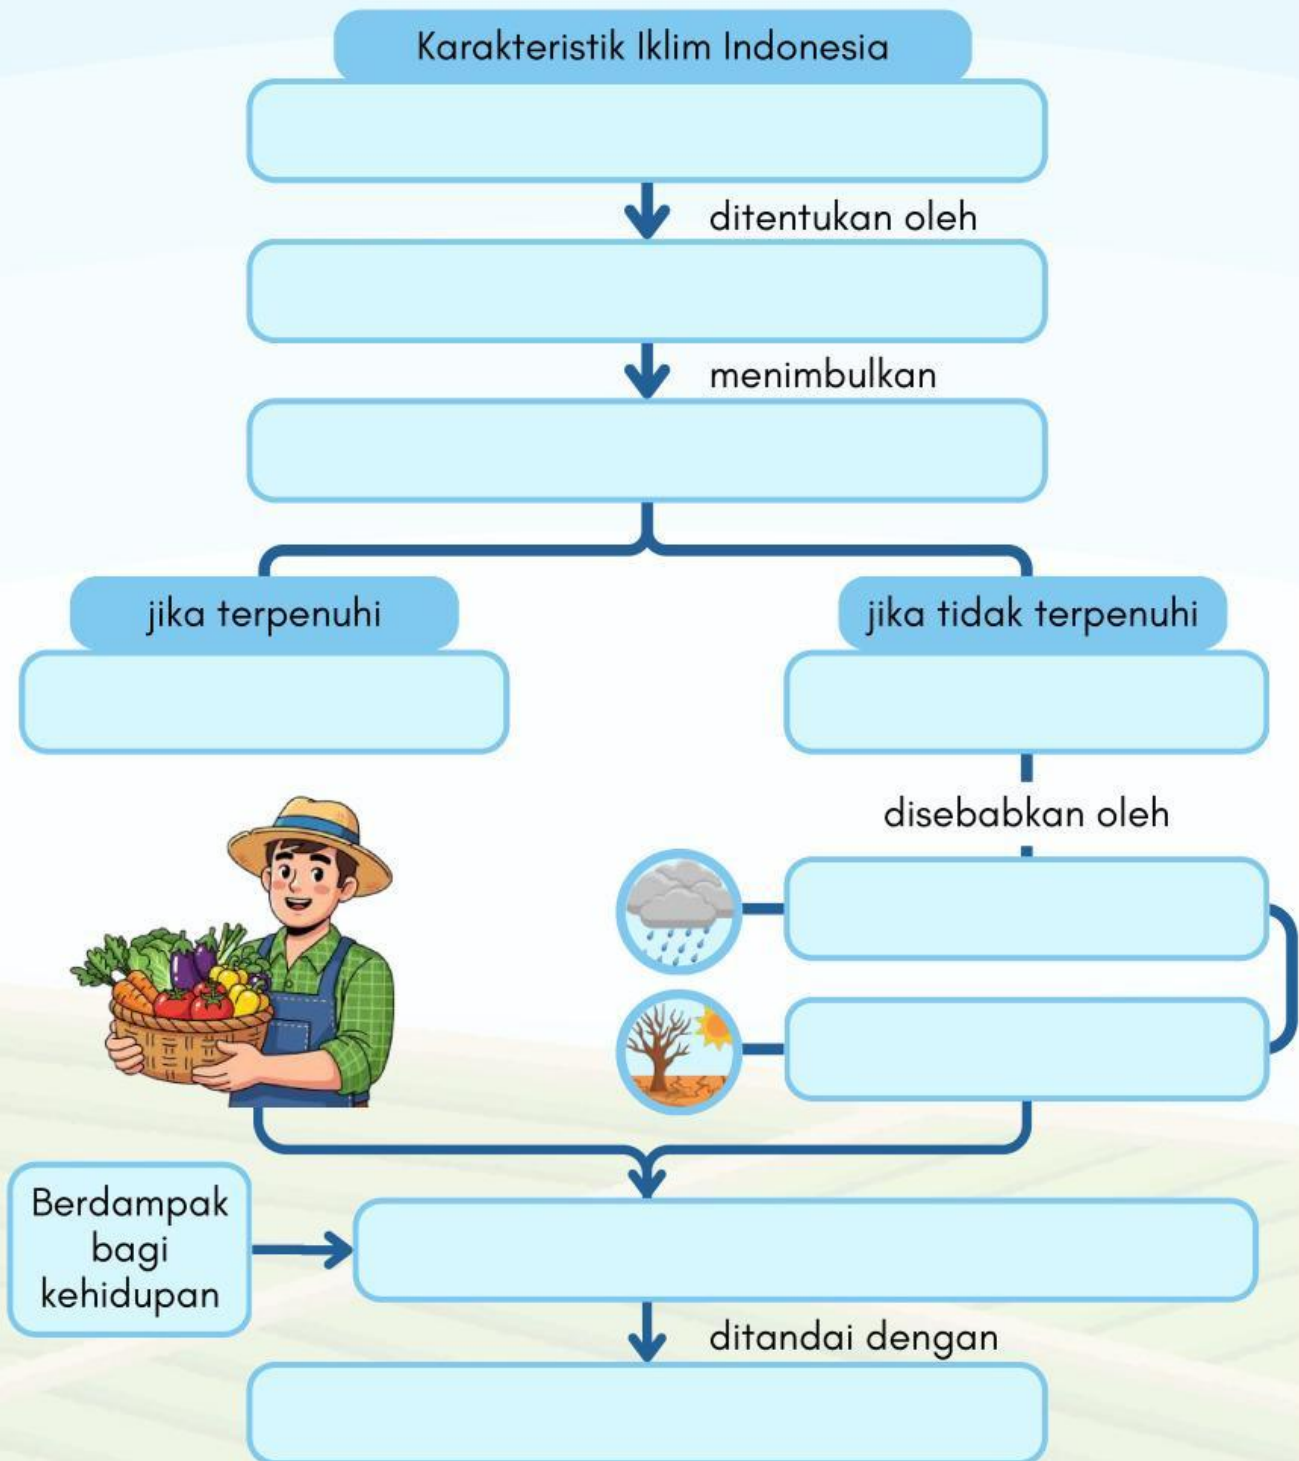 Karakteristik Iklim Indonesia
ditentukan oleh
menimbulkan
jika terpenuhi
jika tidak terpenuhi
disebabkan oleh
Berdampak
bagi
kehidupan
ditandai dengan